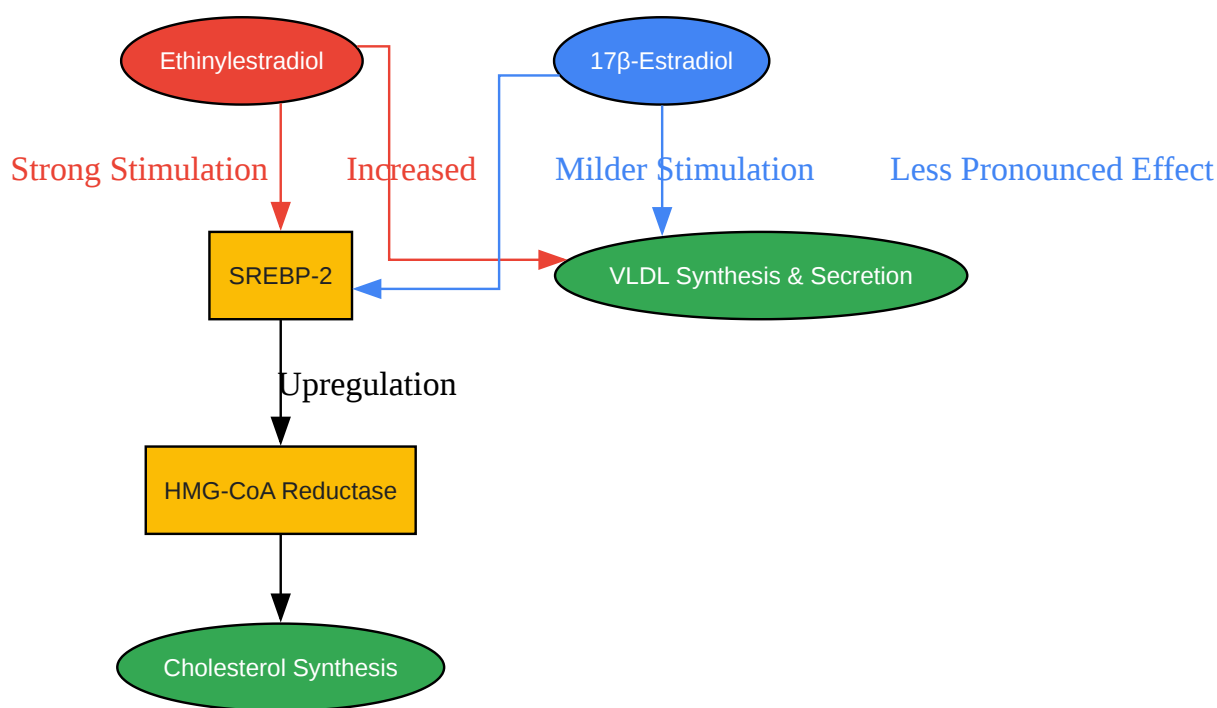 Ethinylestradiol
17β-Estradiol
Strong Stimulation
Increased
Milder Stimulation
Less Pronounced Effect
SREBP-2
VLDL Synthesis & Secretion
Upregulation
HMG-CoA Reductase
Cholesterol Synthesis